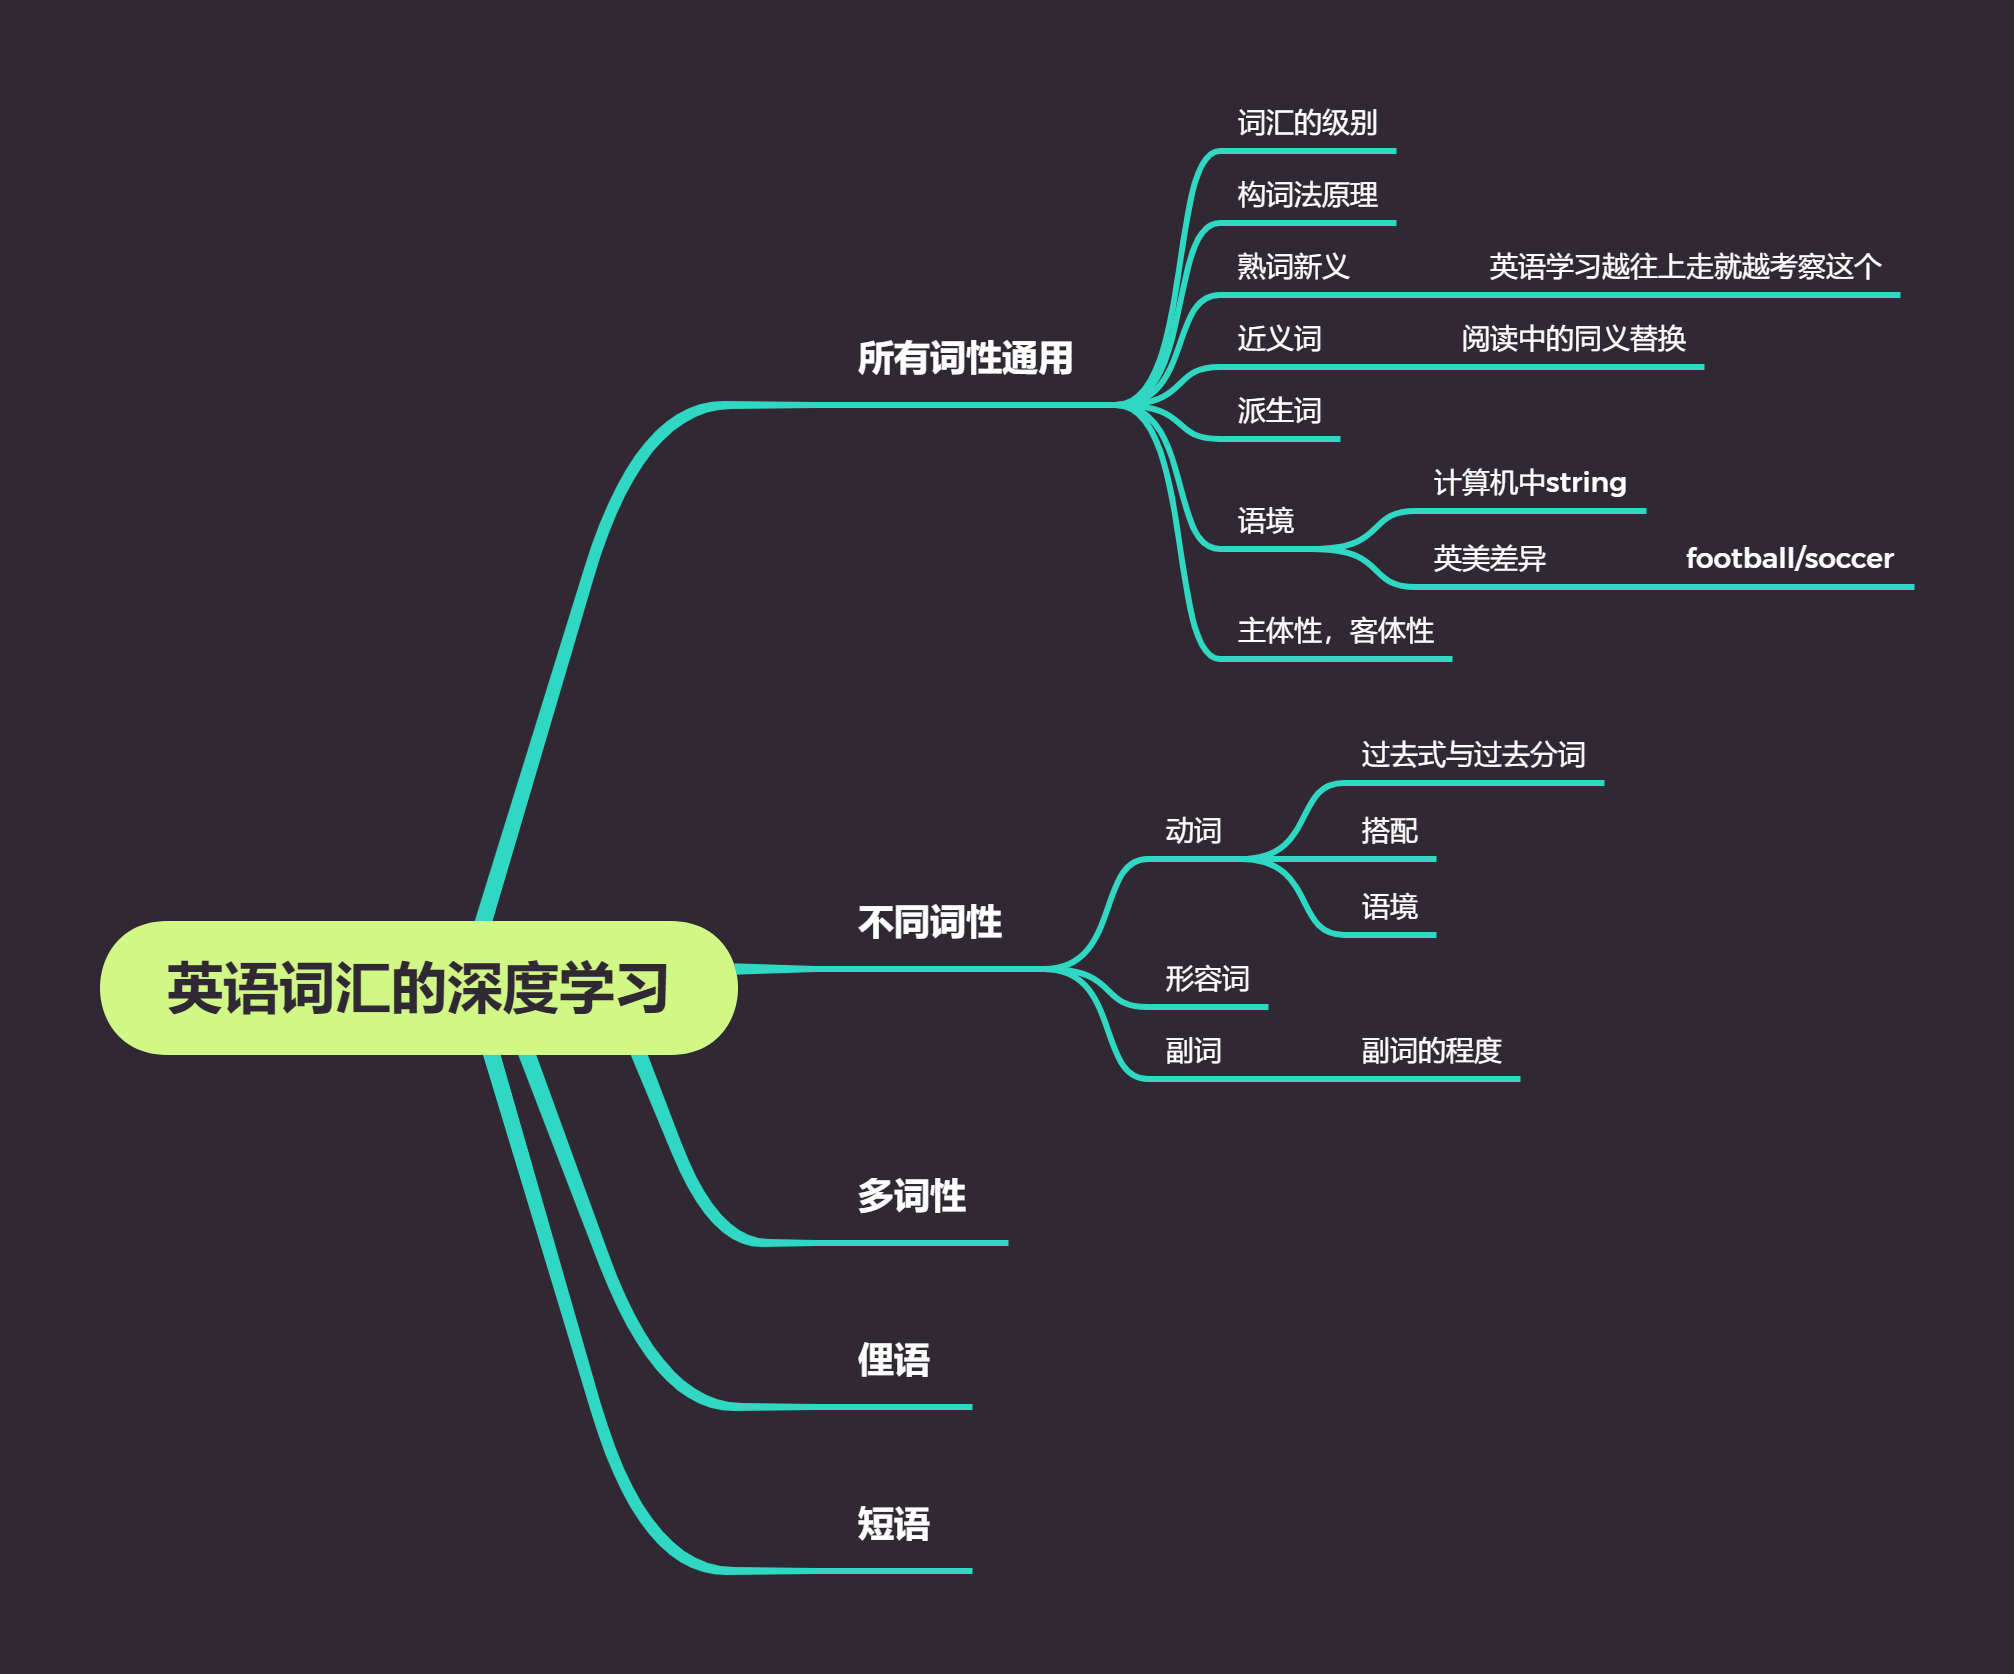 英语词汇的深度学习
所有词性通用
词汇的级别
构词法原理
熟词新义
英语学习越往上走就越考察这个
近义词
阅读中的同义替换
派生词
语境
计算机中string
英美差异
football/soccer
主体性，客体性
不同词性
动词
过去式与过去分词
搭配
语境
形容词
副词
副词的程度
多词性
俚语
短语